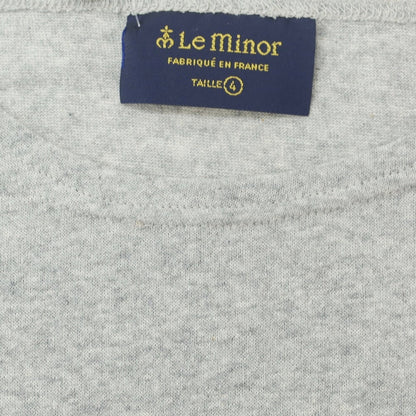 Le Minor
FABRIQUÉ EN FRANCE
TAILLE 4